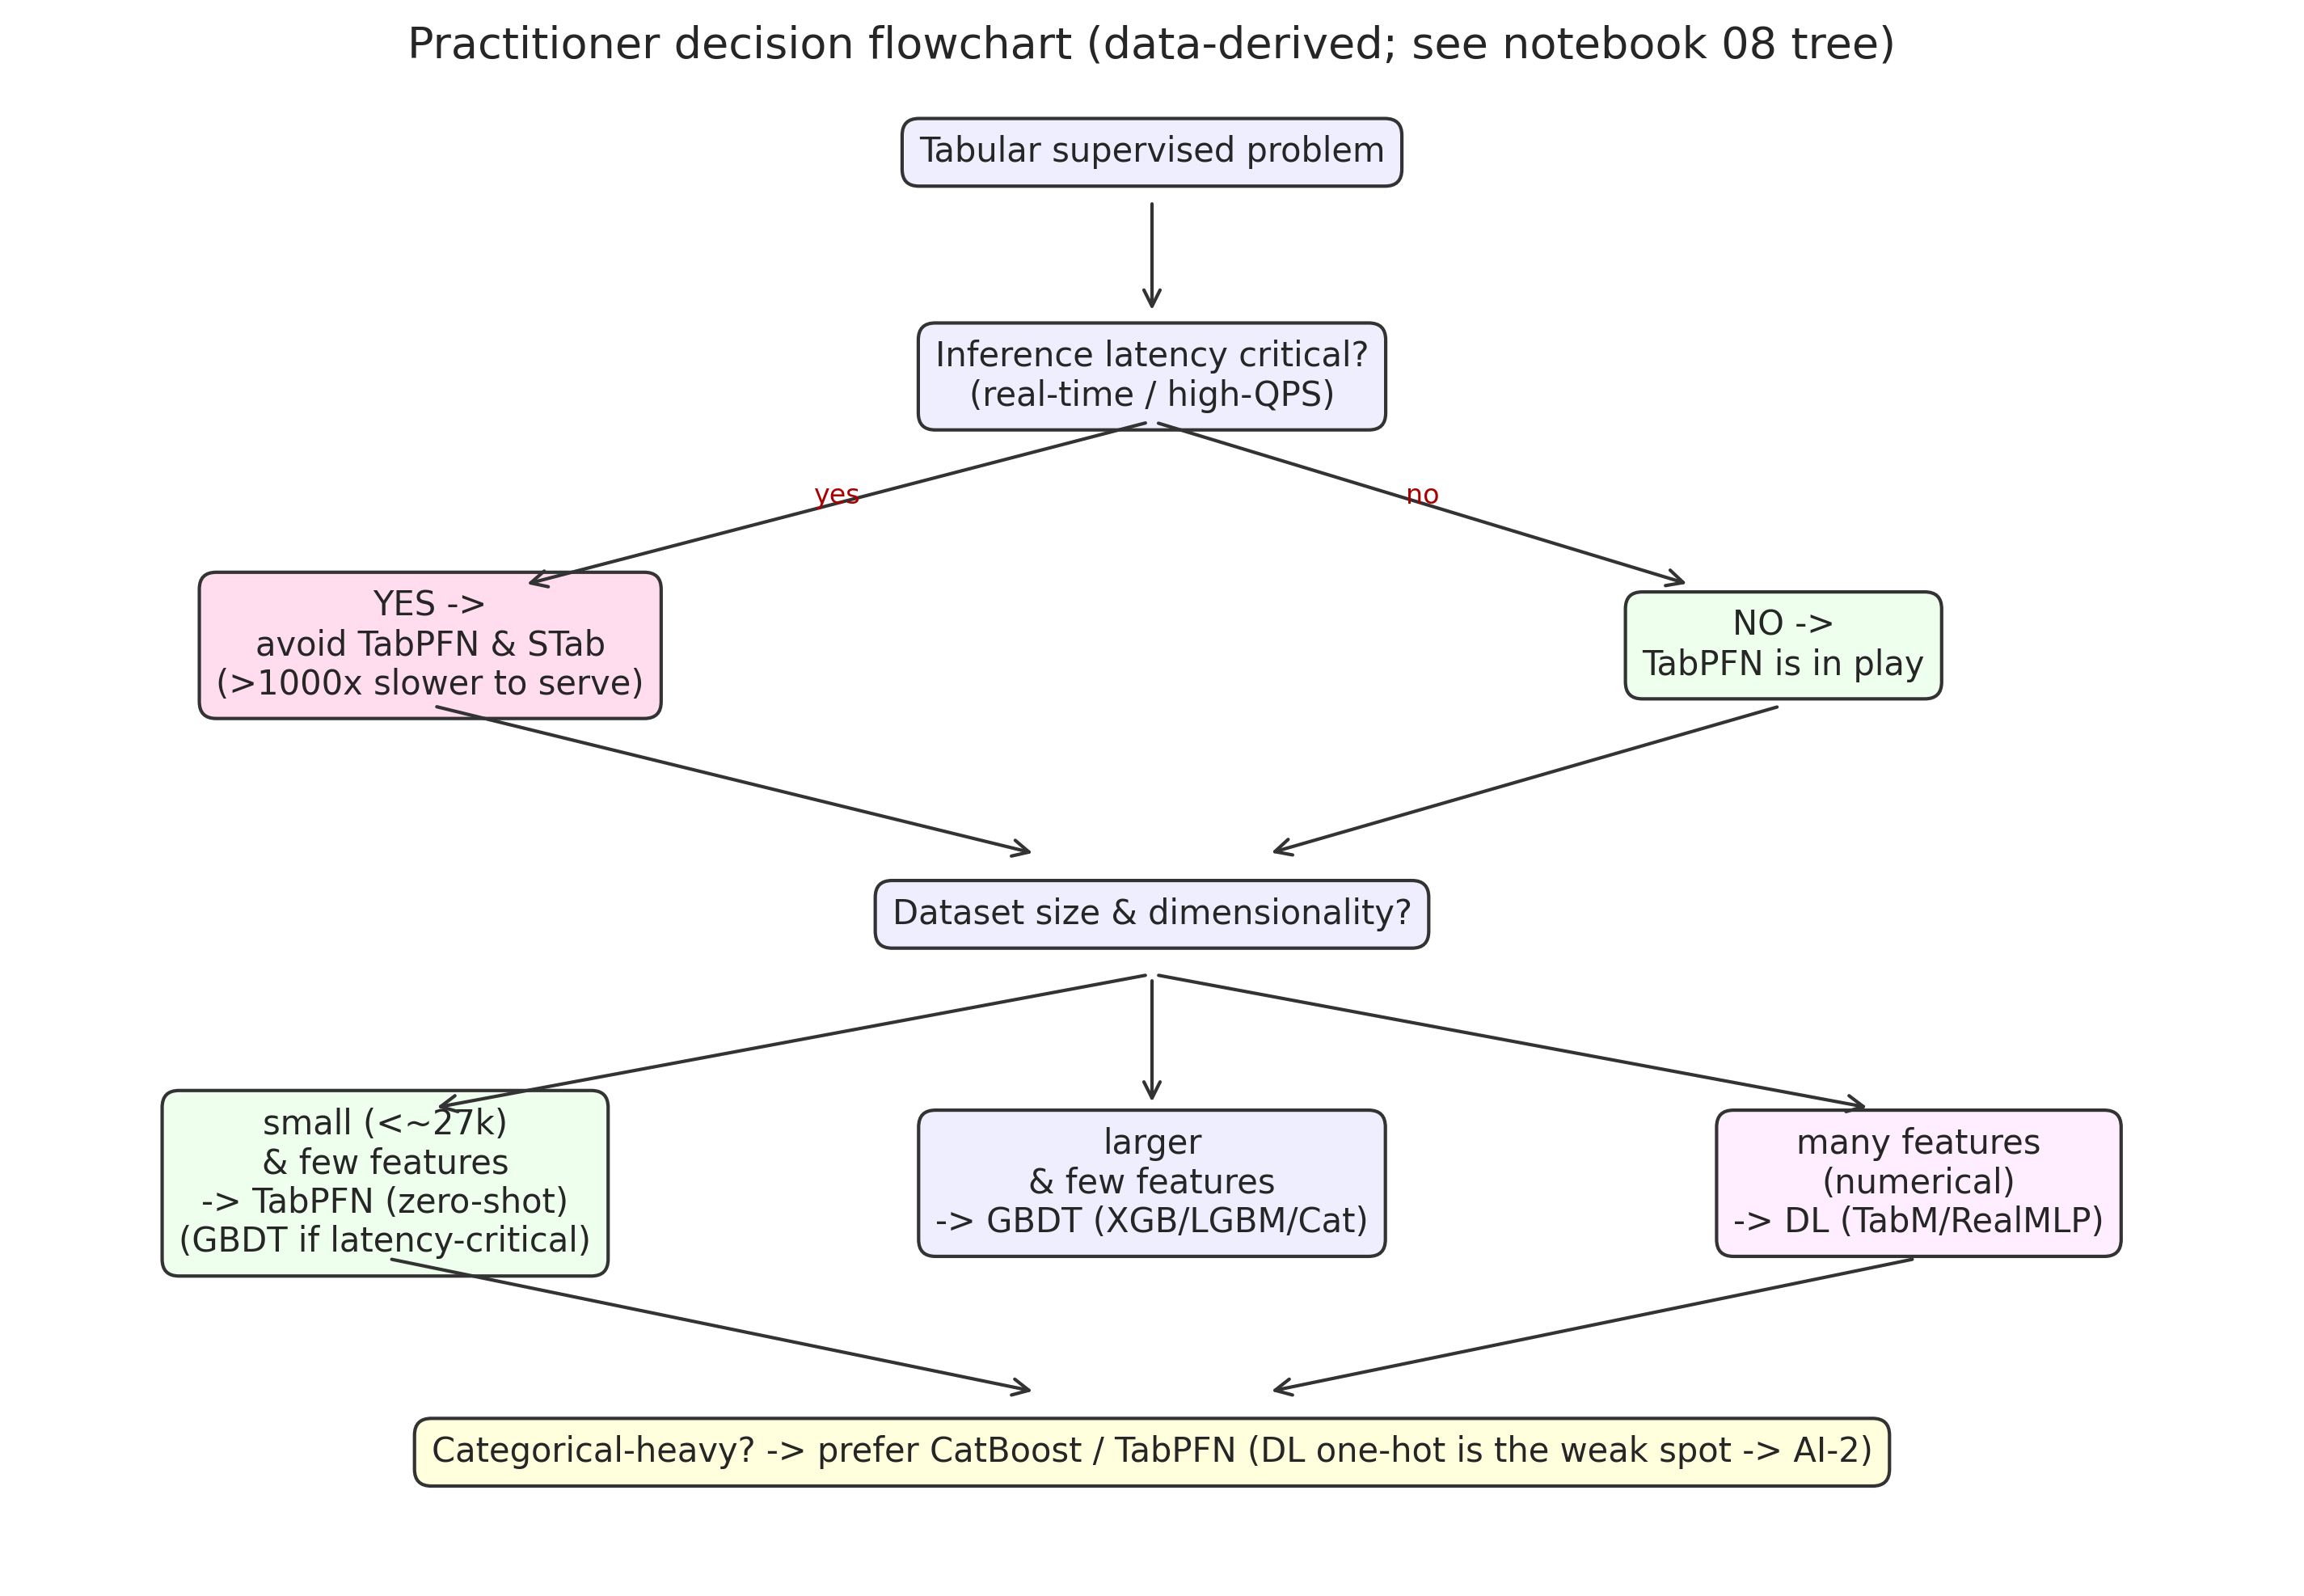 Practitioner decision flowchart (data-derived; see notebook 08 tree)
Tabular supervised problem
Inference latency critical?
(real-time / high-QPS)
yes
no
YES ->
avoid TabPFN & STab
(>1000x slower to serve)
NO ->
TabPFN is in play
Dataset size & dimensionality?
small (<~27k)
& few features
-> TabPFN (zero-shot)
(GBDT if latency-critical)
larger
& few features
-> GBDT (XGB/LGBM/Cat)
many features
(numerical)
-> DL (TabM/RealMLP)
Categorical-heavy? -> prefer CatBoost / TabPFN (DL one-hot is the weak spot -> AI-2)